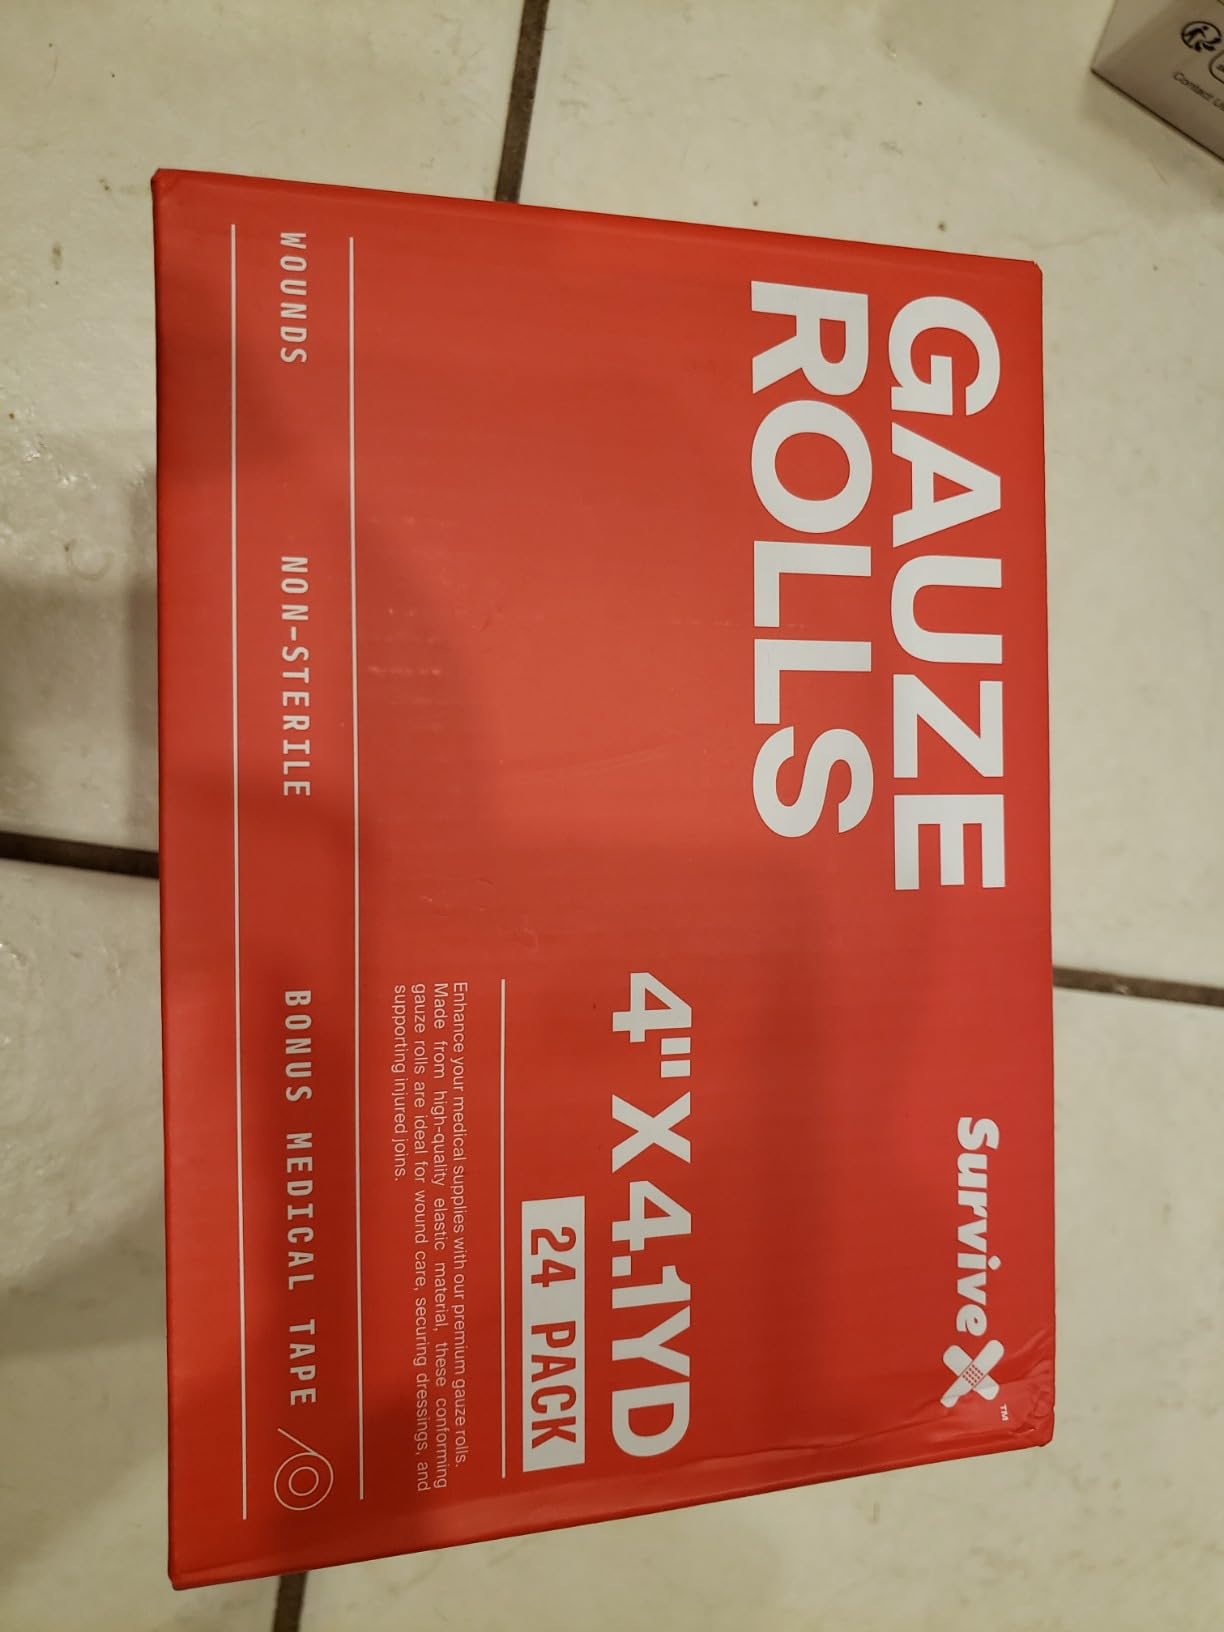 GAUZE
ROLLS
SurviveX™
4" X 4.1YD
24 PACK
Enhance your medical supplies with our premium gauze rolls.
Made from high-quality elastic material, these conforming
gauze rolls are ideal for wound care, securing dressings, and
supporting injured joins.
WOUNDS
NON-STERILE
BONUS MEDICAL TAPE
Contact